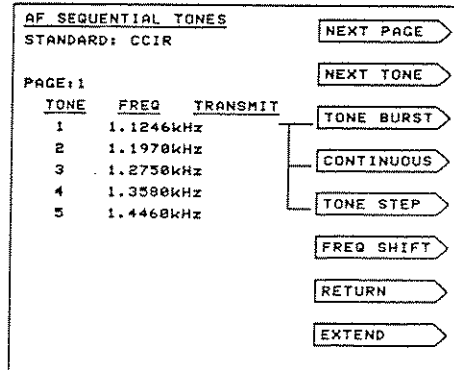 AF SEQUENTIAL TONES
STANDARD: CCIR
PAGE:1
TONE FREQ TRANSMIT
1 1.1246kHz
2 1.1970kHz
3 1.2750kHz
4 1.3580kHz
5 1.4460kHz
NEXT PAGE
NEXT TONE
TONE BURST
CONTINUOUS
TONE STEP
FREQ SHIFT
RETURN
EXTEND